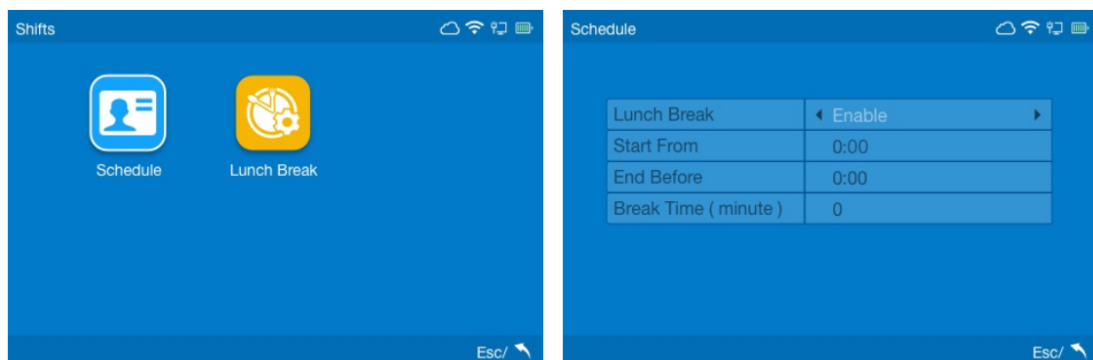 Shifts
Schedule
Lunch Break
Esc/
Schedule
Lunch Break Enable
Start From 0:00
End Before 0:00
Break Time ( minute ) 0
Esc/